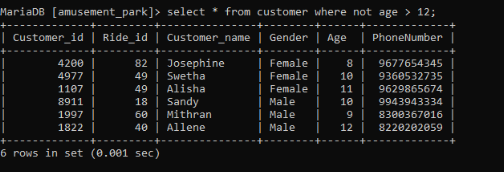 MariaDB [amusement_park]> select * from customer where not age > 12;
+-------------+---------+---------------+--------+------+-------------+
| Customer_id | Ride_id | Customer_name | Gender | Age  | PhoneNumber |
+-------------+---------+---------------+--------+------+-------------+
|        4200 |      82 | Josephine     | Female |    8 |  9677654345 |
|        4977 |      49 | Swetha        | Female |   10 |  9360532735 |
|        1107 |      49 | Alisha        | Female |   11 |  9629865674 |
|        8911 |      18 | Sandy         | Male   |   10 |  9943943334 |
|        1997 |      60 | Mithran       | Male   |    9 |  8300367016 |
|        1822 |      40 | Allene        | Male   |   12 |  8220202059 |
+-------------+---------+---------------+--------+------+-------------+
6 rows in set (0.001 sec)